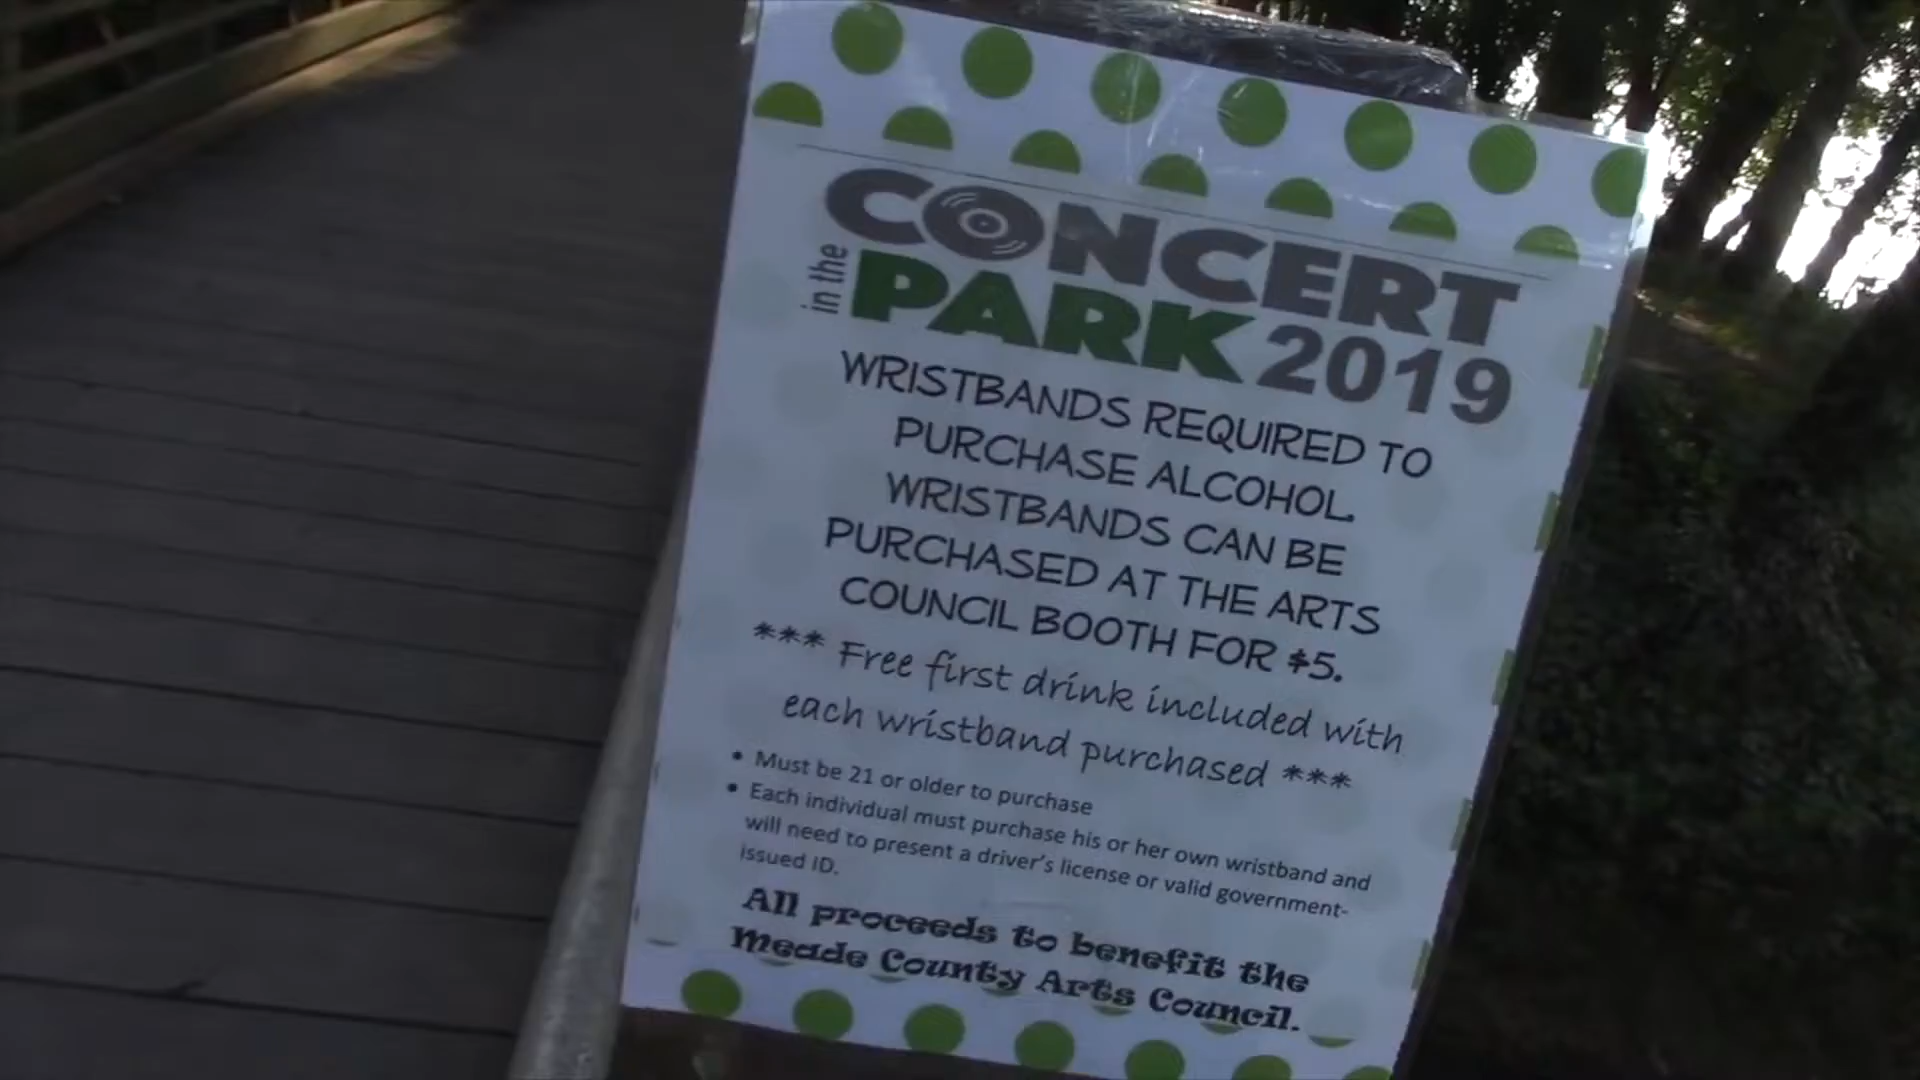 CONCERT
in the PARK 2019
WRISTBANDS REQUIRED TO
PURCHASE ALCOHOL.
WRISTBANDS CAN BE
PURCHASED AT THE ARTS
COUNCIL BOOTH FOR $5.
*** Free first drink included with
each wristband purchased ***
• Must be 21 or older to purchase
• Each individual must purchase his or her own wristband and
will need to present a driver's license or valid government-
issued ID.
All proceeds to benefit the
Meade County Arts Council.